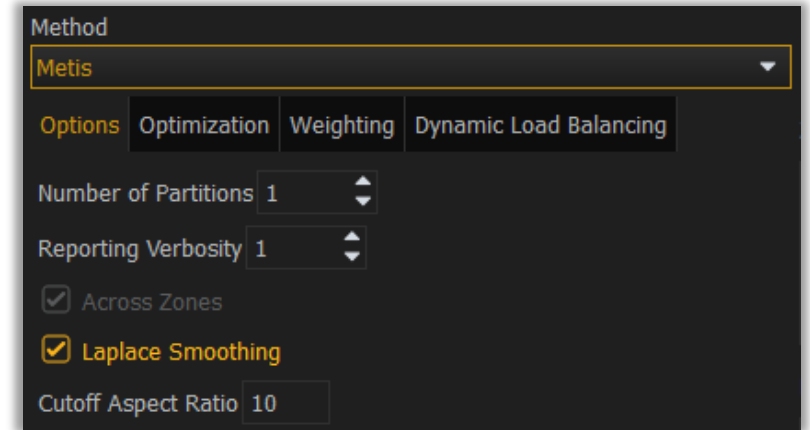 Method
Metis
Options Optimization Weighting Dynamic Load Balancing
Number of Partitions 1
Reporting Verbosity 1
Across Zones
Laplace Smoothing
Cutoff Aspect Ratio 10